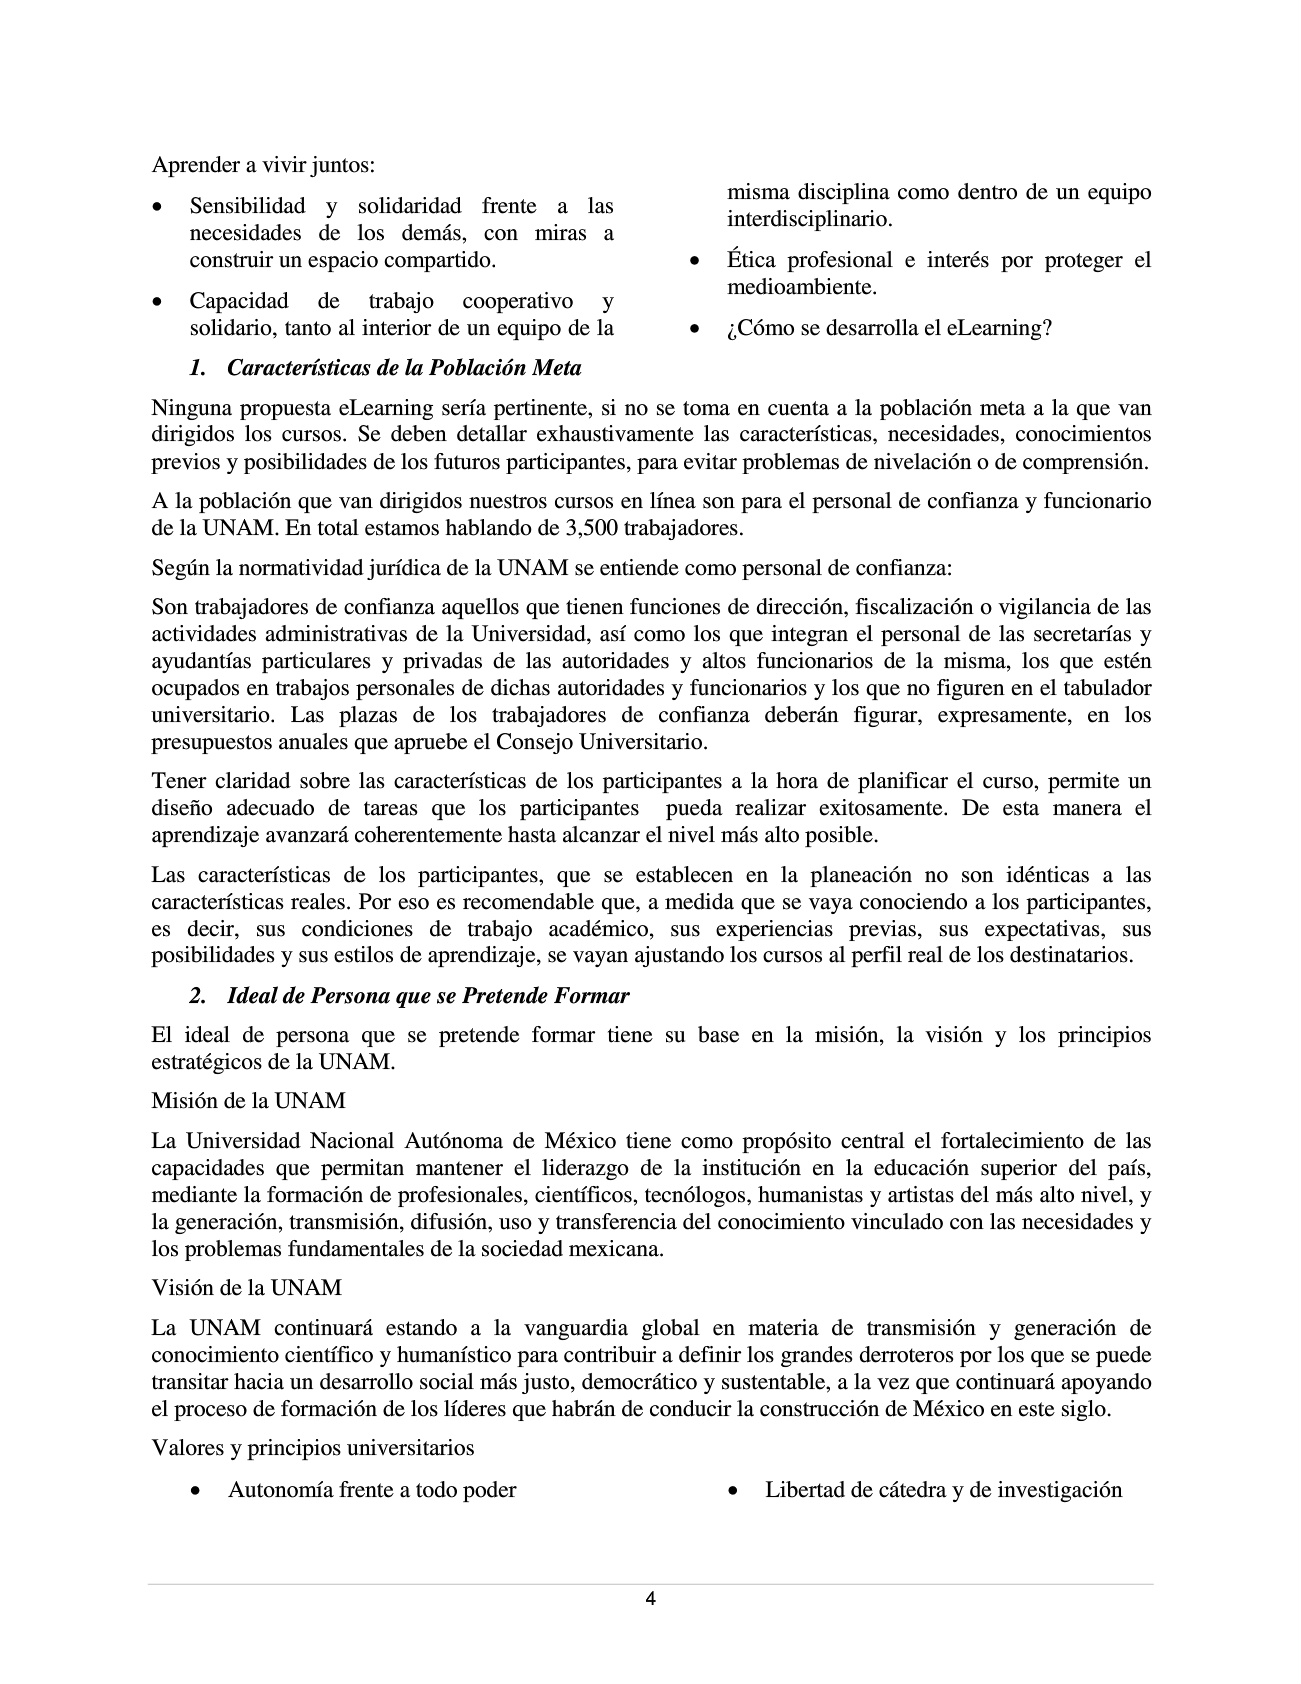 Aprender a vivir juntos:
• Sensibilidad y solidaridad frente a las
necesidades de los demás, con miras a
construir un espacio compartido.
• Capacidad de trabajo cooperativo y
solidario, tanto al interior de un equipo de la
misma disciplina como dentro de un equipo
interdisciplinario.
• Ética profesional e interés por proteger el
medioambiente.
• ¿Cómo se desarrolla el eLearning?
1. Características de la Población Meta
Ninguna propuesta eLearning sería pertinente, si no se toma en cuenta a la población meta a la que van
dirigidos los cursos. Se deben detallar exhaustivamente las características, necesidades, conocimientos
previos y posibilidades de los futuros participantes, para evitar problemas de nivelación o de comprensión.
A la población que van dirigidos nuestros cursos en línea son para el personal de confianza y funcionario
de la UNAM. En total estamos hablando de 3,500 trabajadores.
Según la normatividad jurídica de la UNAM se entiende como personal de confianza:
Son trabajadores de confianza aquellos que tienen funciones de dirección, fiscalización o vigilancia de las
actividades administrativas de la Universidad, así como los que integran el personal de las secretarías y
ayudantías particulares y privadas de las autoridades y altos funcionarios de la misma, los que estén
ocupados en trabajos personales de dichas autoridades y funcionarios y los que no figuren en el tabulador
universitario. Las plazas de los trabajadores de confianza deberán figurar, expresamente, en los
presupuestos anuales que apruebe el Consejo Universitario.
Tener claridad sobre las características de los participantes a la hora de planificar el curso, permite un
diseño adecuado de tareas que los participantes pueda realizar exitosamente. De esta manera el
aprendizaje avanzará coherentemente hasta alcanzar el nivel más alto posible.
Las características de los participantes, que se establecen en la planeación no son idénticas a las
características reales. Por eso es recomendable que, a medida que se vaya conociendo a los participantes,
es decir, sus condiciones de trabajo académico, sus experiencias previas, sus expectativas, sus
posibilidades y sus estilos de aprendizaje, se vayan ajustando los cursos al perfil real de los destinatarios.
2. Ideal de Persona que se Pretende Formar
El ideal de persona que se pretende formar tiene su base en la misión, la visión y los principios
estratégicos de la UNAM.
Misión de la UNAM
La Universidad Nacional Autónoma de México tiene como propósito central el fortalecimiento de las
capacidades que permitan mantener el liderazgo de la institución en la educación superior del país,
mediante la formación de profesionales, científicos, tecnólogos, humanistas y artistas del más alto nivel, y
la generación, transmisión, difusión, uso y transferencia del conocimiento vinculado con las necesidades y
los problemas fundamentales de la sociedad mexicana.
Visión de la UNAM
La UNAM continuará estando a la vanguardia global en materia de transmisión y generación de
conocimiento científico y humanístico para contribuir a definir los grandes derroteros por los que se puede
transitar hacia un desarrollo social más justo, democrático y sustentable, a la vez que continuará apoyando
el proceso de formación de los líderes que habrán de conducir la construcción de México en este siglo.
Valores y principios universitarios
• Autonomía frente a todo poder
• Libertad de cátedra y de investigación
4